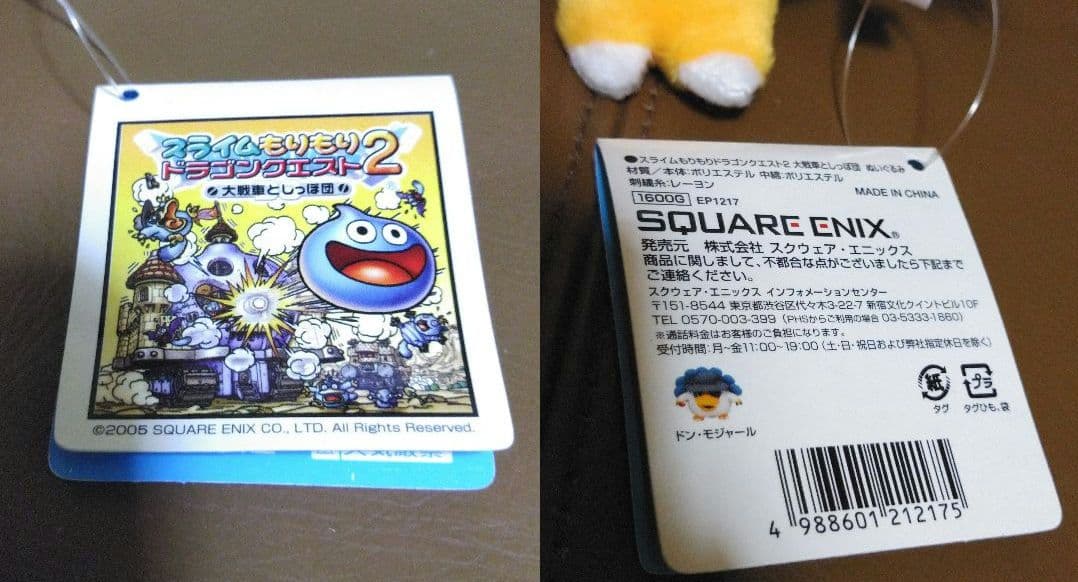 スライムもりもり
ドラゴンクエスト2
大戦車としっぽ団
©2005 SQUARE ENIX CO., LTD. All Rights Reserved.
●スライムもりもりドラゴンクエスト2 大戦車としっぽ団 ぬいぐるみ
材質/本体:ポリエステル 中綿:ポリエステル
刺繍糸:レーヨン
MADE IN CHINA
1600G EP1217
SQUARE ENIX®
発売元 株式会社 スクウェア・エニックス
商品に関しまして、不都合な点がございましたら下記まで
ご連絡ください。
スクウェア・エニックス インフォメーションセンター
〒151-8544 東京都渋谷区代々木3-22-7 新宿文化クイントビル10F
TEL 0570-003-399 (PHSからご利用の場合 03-5333-1860)
※通話料金はお客様のご負担になります。
受付時間:月~金11:00~19:00(土・日・祝日および弊社指定休日を除く)
紙
タグ
プラ
タグひも、袋
ドン・モジャール
4 988601 212175